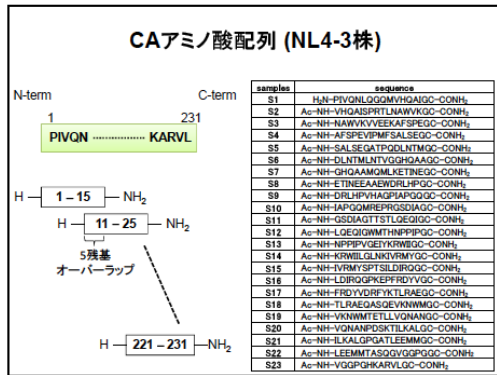 CAアミノ酸配列 (NL4-3株)
N-term C-term
1 231
PIVQN ················· KARVL
H 1 – 15 NH₂
H 11 – 25 NH₂
5残基
オーバーラップ
H 221 – 231 NH₂
samples sequence
S1 H₂N-PIVQNLQGQMVHQAIGC-CONH₂
S2 Ac-NH-VHQAISPRTLNAWVKGC-CONH₂
S3 Ac-NH-NAWVKVVEEKAFSPEGC-CONH₂
S4 Ac-NH-AFSPEVIPMFSALSEGC-CONH₂
S5 Ac-NH-SALSEGATPQDLNTMGC-CONH₂
S6 Ac-NH-DLNTMLNTVGGHQAAGC-CONH₂
S7 Ac-NH-GHQAAMQMLKETINEGC-CONH₂
S8 Ac-NH-ETINEEAAEWDRLHPGC-CONH₂
S9 Ac-NH-DRLHPVHAGPIAPGQGC-CONH₂
S10 Ac-NH-IAPGQMREPRGSDIAGC-CONH₂
S11 Ac-NH-GSDIAGTTSTLQEQIGC-CONH₂
S12 Ac-NH-LQEQIGWMTHNPPIPGC-CONH₂
S13 Ac-NH-NPPIPVGEIYKRWIGC-CONH₂
S14 Ac-NH-KRWIILGLNKIVRMYGC-CONH₂
S15 Ac-NH-IVRMYSPTSILDIRQGC-CONH₂
S16 Ac-NH-LDIRQGPKEPFRDYVGC-CONH₂
S17 Ac-NH-FRDYVDRFYKTLRAEGC-CONH₂
S18 Ac-NH-TLRAEQASQEVKNWMGC-CONH₂
S19 Ac-NH-VKNWMTETLLVQNANGC-CONH₂
S20 Ac-NH-VQNANPDSKTILKALGC-CONH₂
S21 Ac-NH-ILKALGPGATLEEMMGC-CONH₂
S22 Ac-NH-LEEMMTASQGVGGPGGC-CONH₂
S23 Ac-NH-VGGPGHKARVLGC-CONH₂